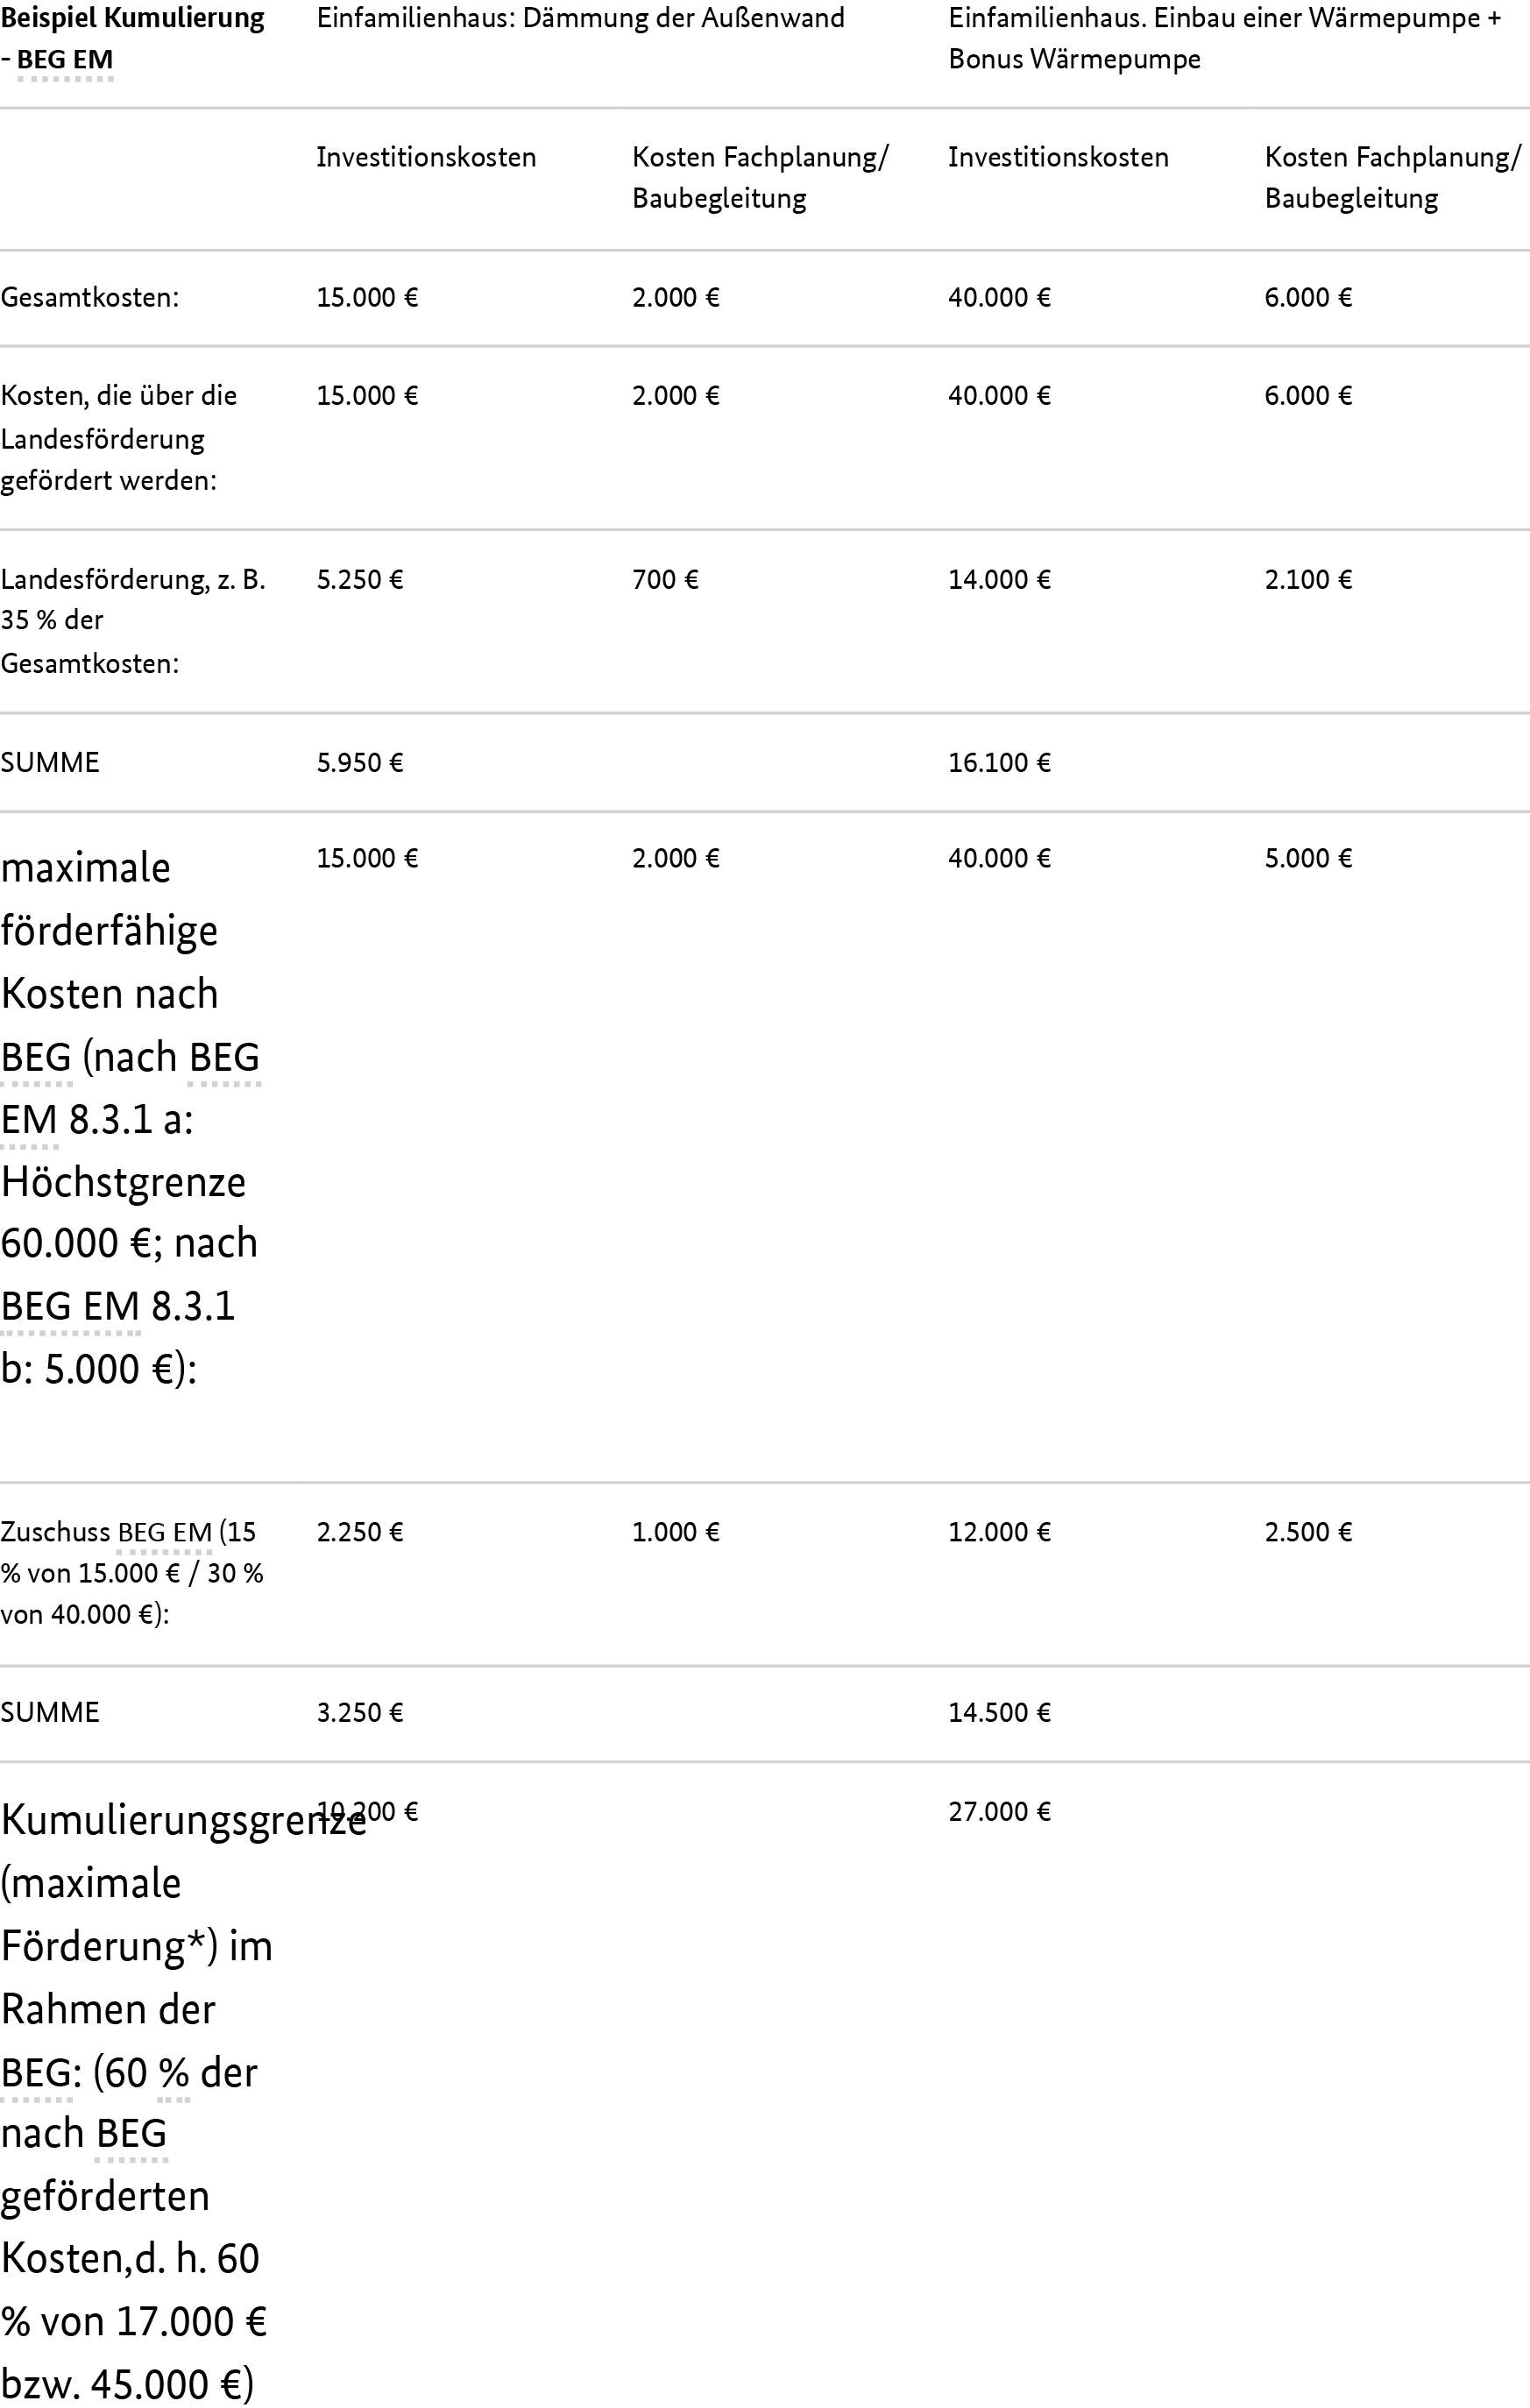 Beispiel Kumulierung
- BEG EM
Einfamilienhaus: Dämmung der Außenwand
Einfamilienhaus. Einbau einer Wärmepumpe +
Bonus Wärmepumpe
Investitionskosten
Kosten Fachplanung/
Baubegleitung
Investitionskosten
Kosten Fachplanung/
Baubegleitung
Gesamtkosten:
15.000 €
2.000 €
40.000 €
6.000 €
Kosten, die über die
Landesförderung
gefördert werden:
15.000 €
2.000 €
40.000 €
6.000 €
Landesförderung, z. B.
35 % der
Gesamtkosten:
5.250 €
700 €
14.000 €
2.100 €
SUMME
5.950 €
16.100 €
maximale
förderfähige
Kosten nach
BEG (nach BEG
EM 8.3.1 a:
Höchstgrenze
60.000 €; nach
BEG EM 8.3.1
b: 5.000 €):
15.000 €
2.000 €
40.000 €
5.000 €
Zuschuss BEG EM (15
% von 15.000 € / 30 %
von 40.000 €):
2.250 €
1.000 €
12.000 €
2.500 €
SUMME
3.250 €
14.500 €
Kumulierungsgrenze
(maximale
Förderung*) im
Rahmen der
BEG: (60 % der
nach BEG
geförderten
Kosten,d. h. 60
% von 17.000 €
bzw. 45.000 €)
10.200 €
27.000 €